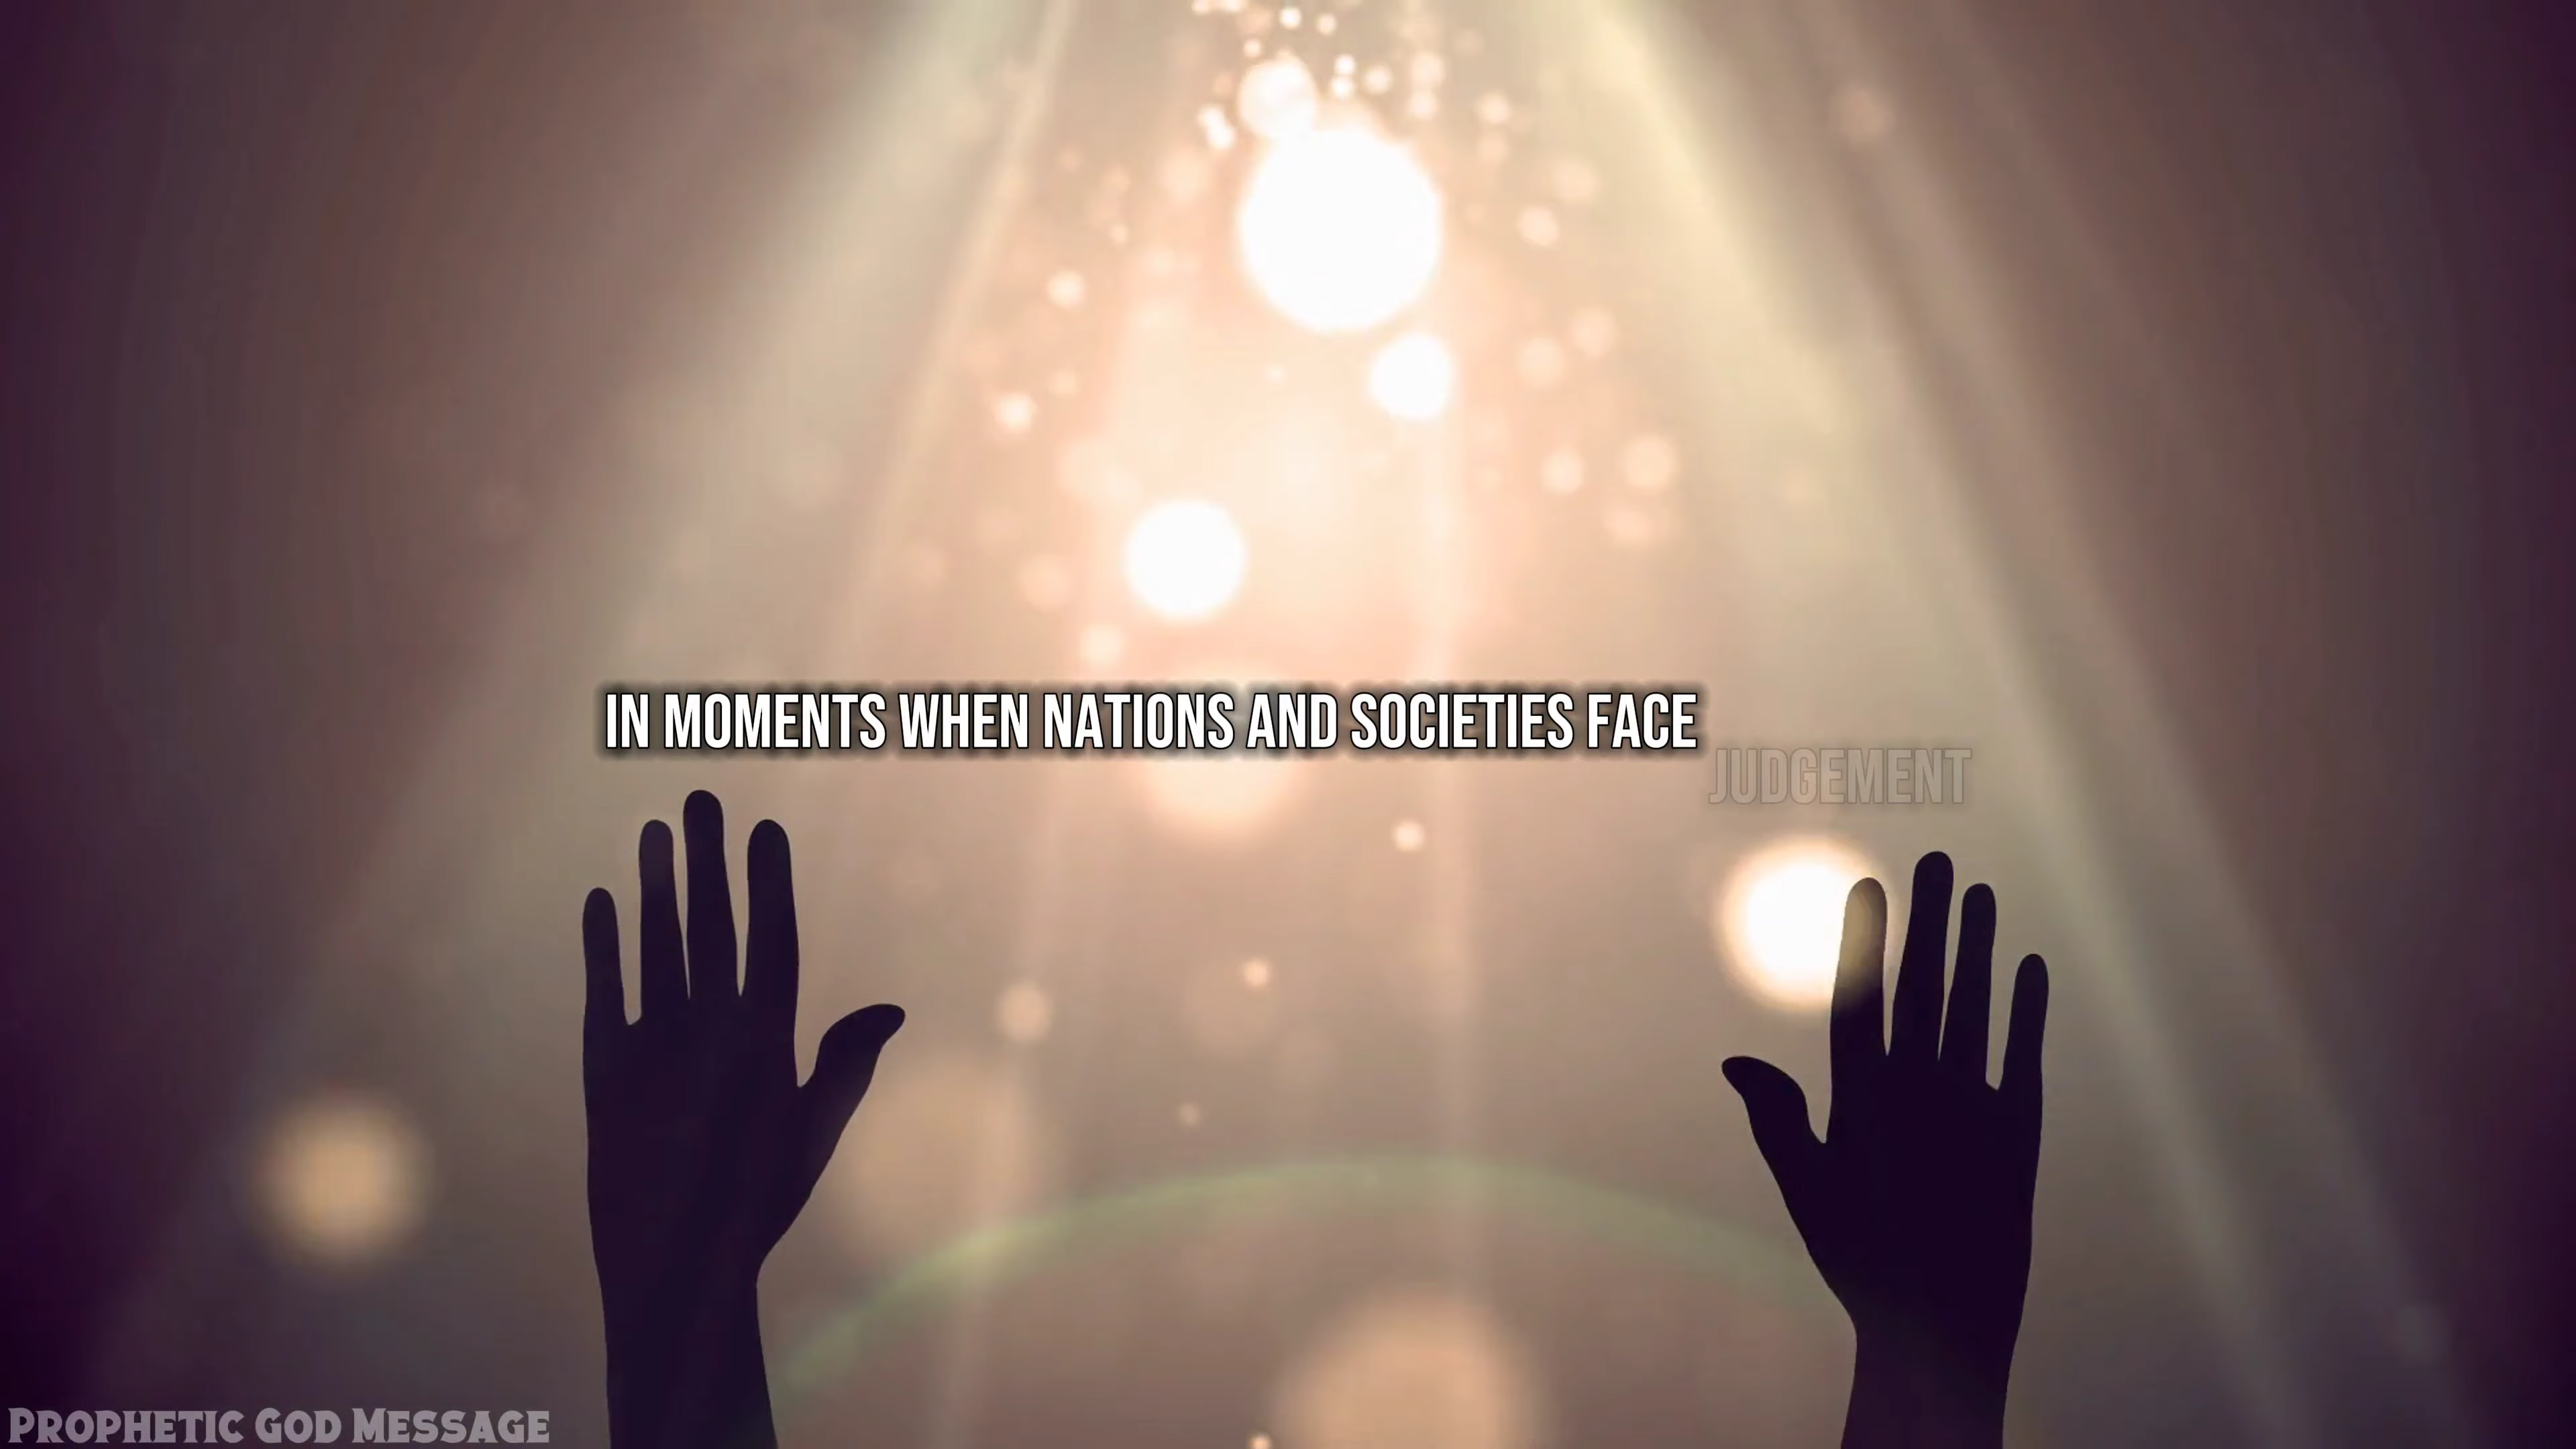 IN MOMENTS WHEN NATIONS AND SOCIETIES FACE JUDGEMENT
PROPHETIC GOD MESSAGE